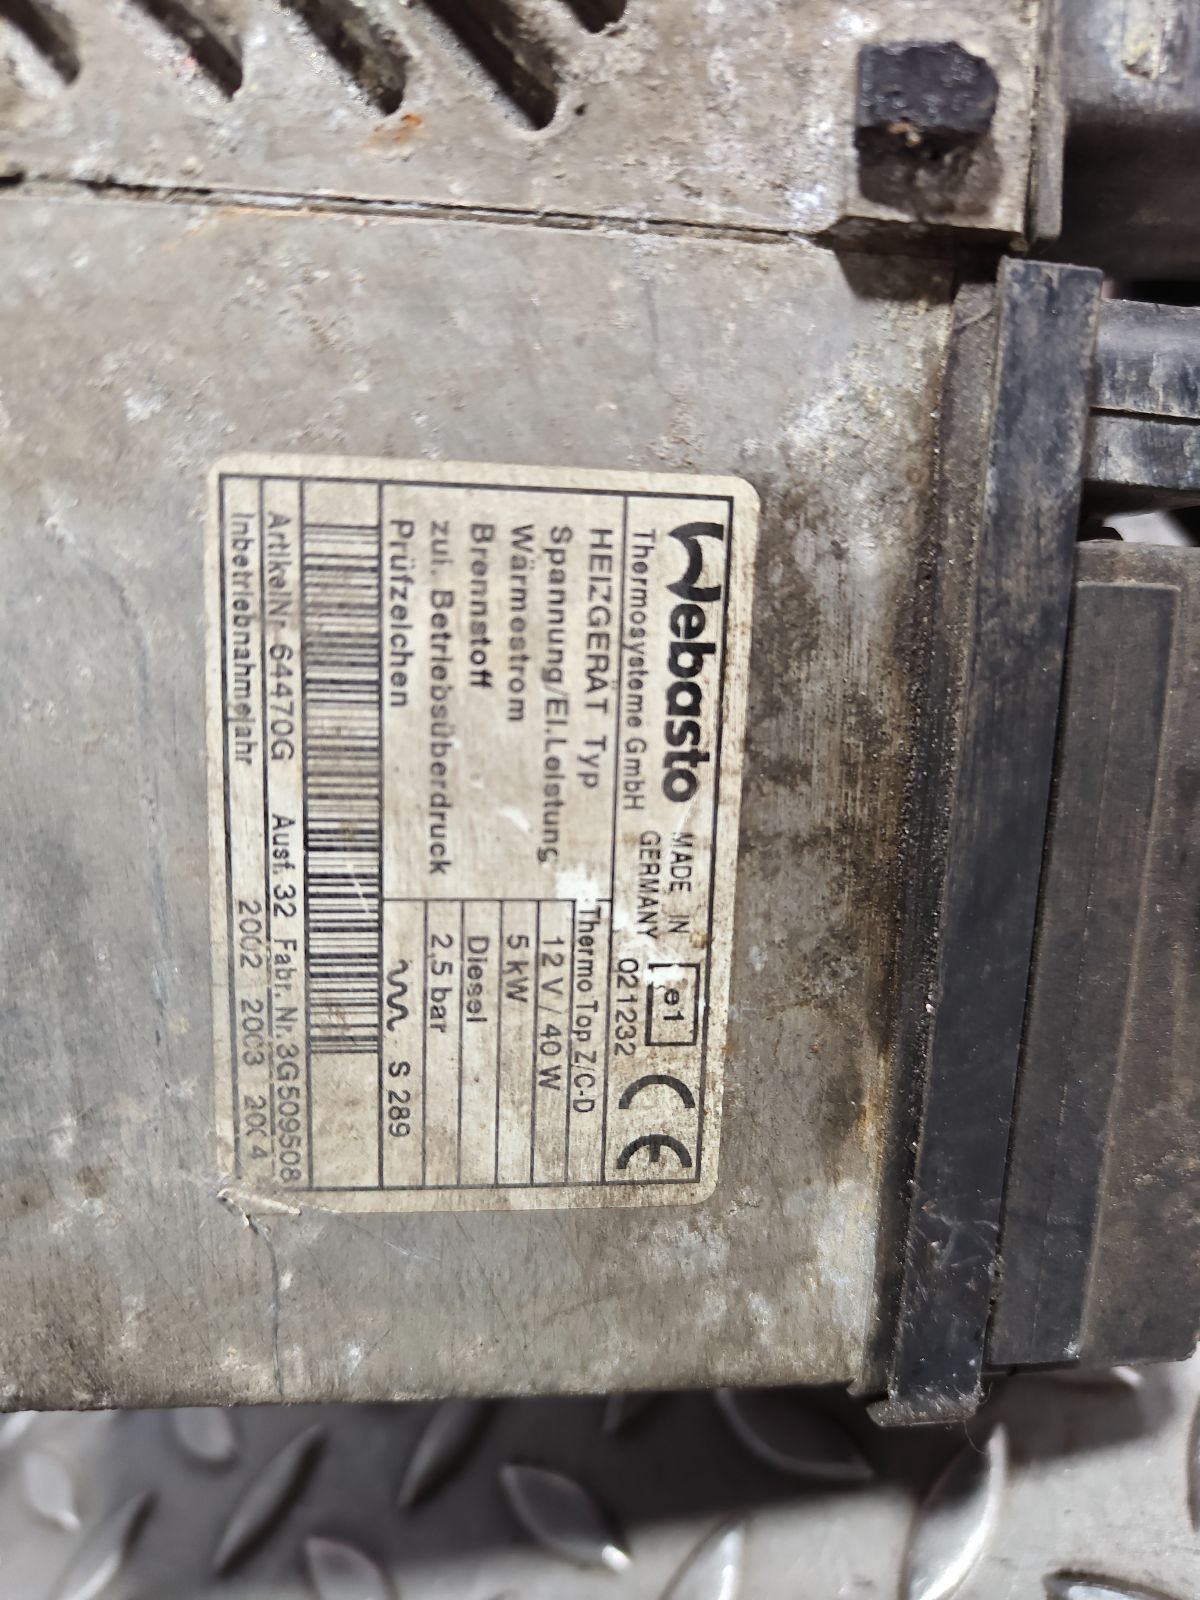 Webasto MADE IN e1 CE
Thermosysteme GmbH GERMANY 021232
HEIZGERÄT Typ Thermo Top Z/C-D
Spannung/El.Leistung 12 V / 40 W
Wärmestrom 5 kW
Brennstoff Diesel
zul. Betriebsüberdruck 2,5 bar
Prüfzeichen S 289
ArtikelNr 64470G Ausf. 32 Fabr.Nr. 3G509508
Inbetriebnahmejahr 2002 2003 2004